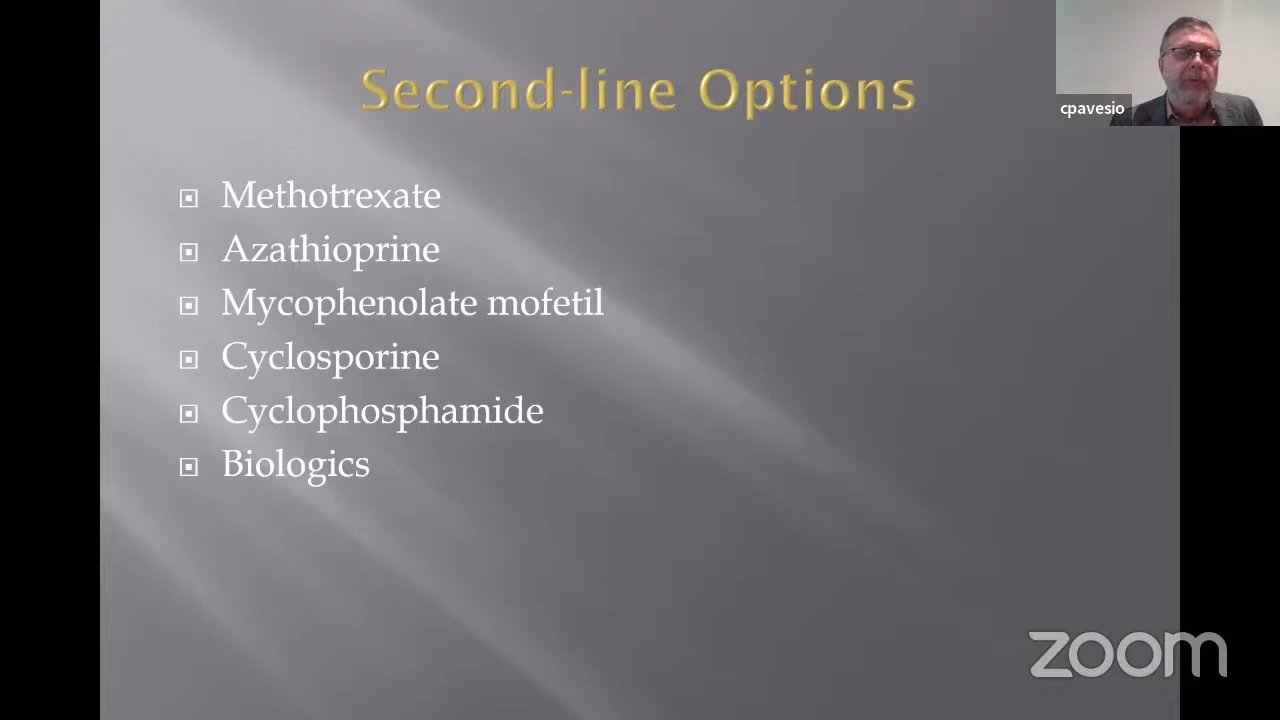 Second-line Options
cpavesio
Methotrexate
Azathioprine
Mycophenolate mofetil
Cyclosporine
Cyclophosphamide
Biologics
zoom